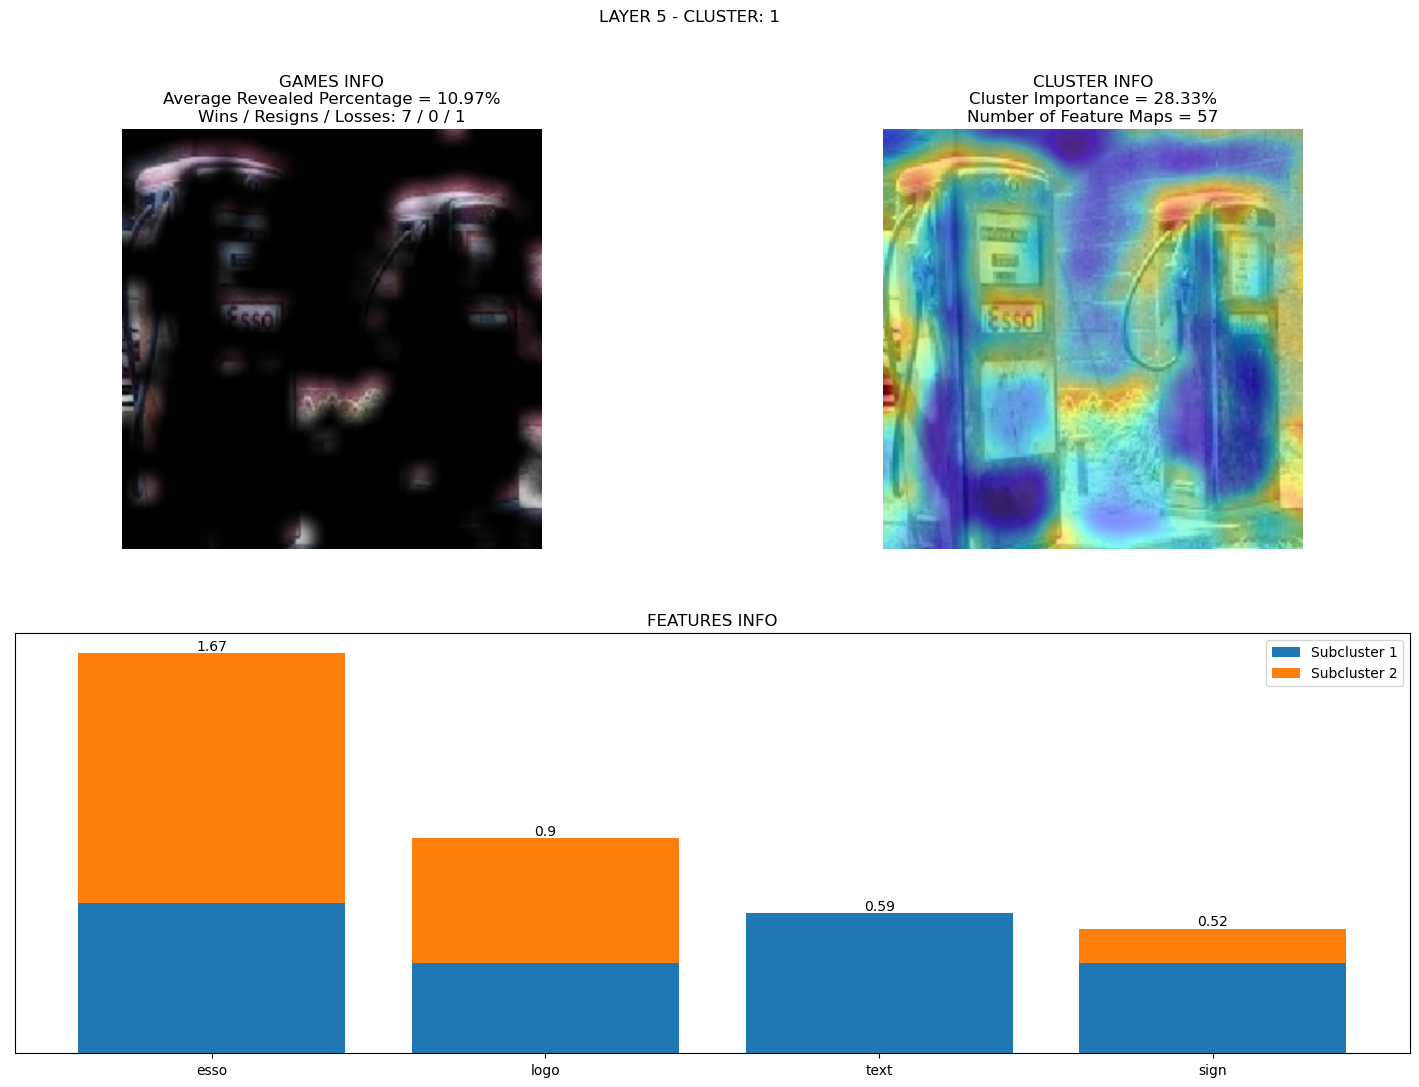 LAYER 5 - CLUSTER: 1
GAMES INFO
Average Revealed Percentage = 10.97%
Wins / Resigns / Losses: 7 / 0 / 1
CLUSTER INFO
Cluster Importance = 28.33%
Number of Feature Maps = 57
Esso
Esso
FEATURES INFO
Subcluster 1
Subcluster 2
1.67
0.9
0.59
0.52
esso
logo
text
sign